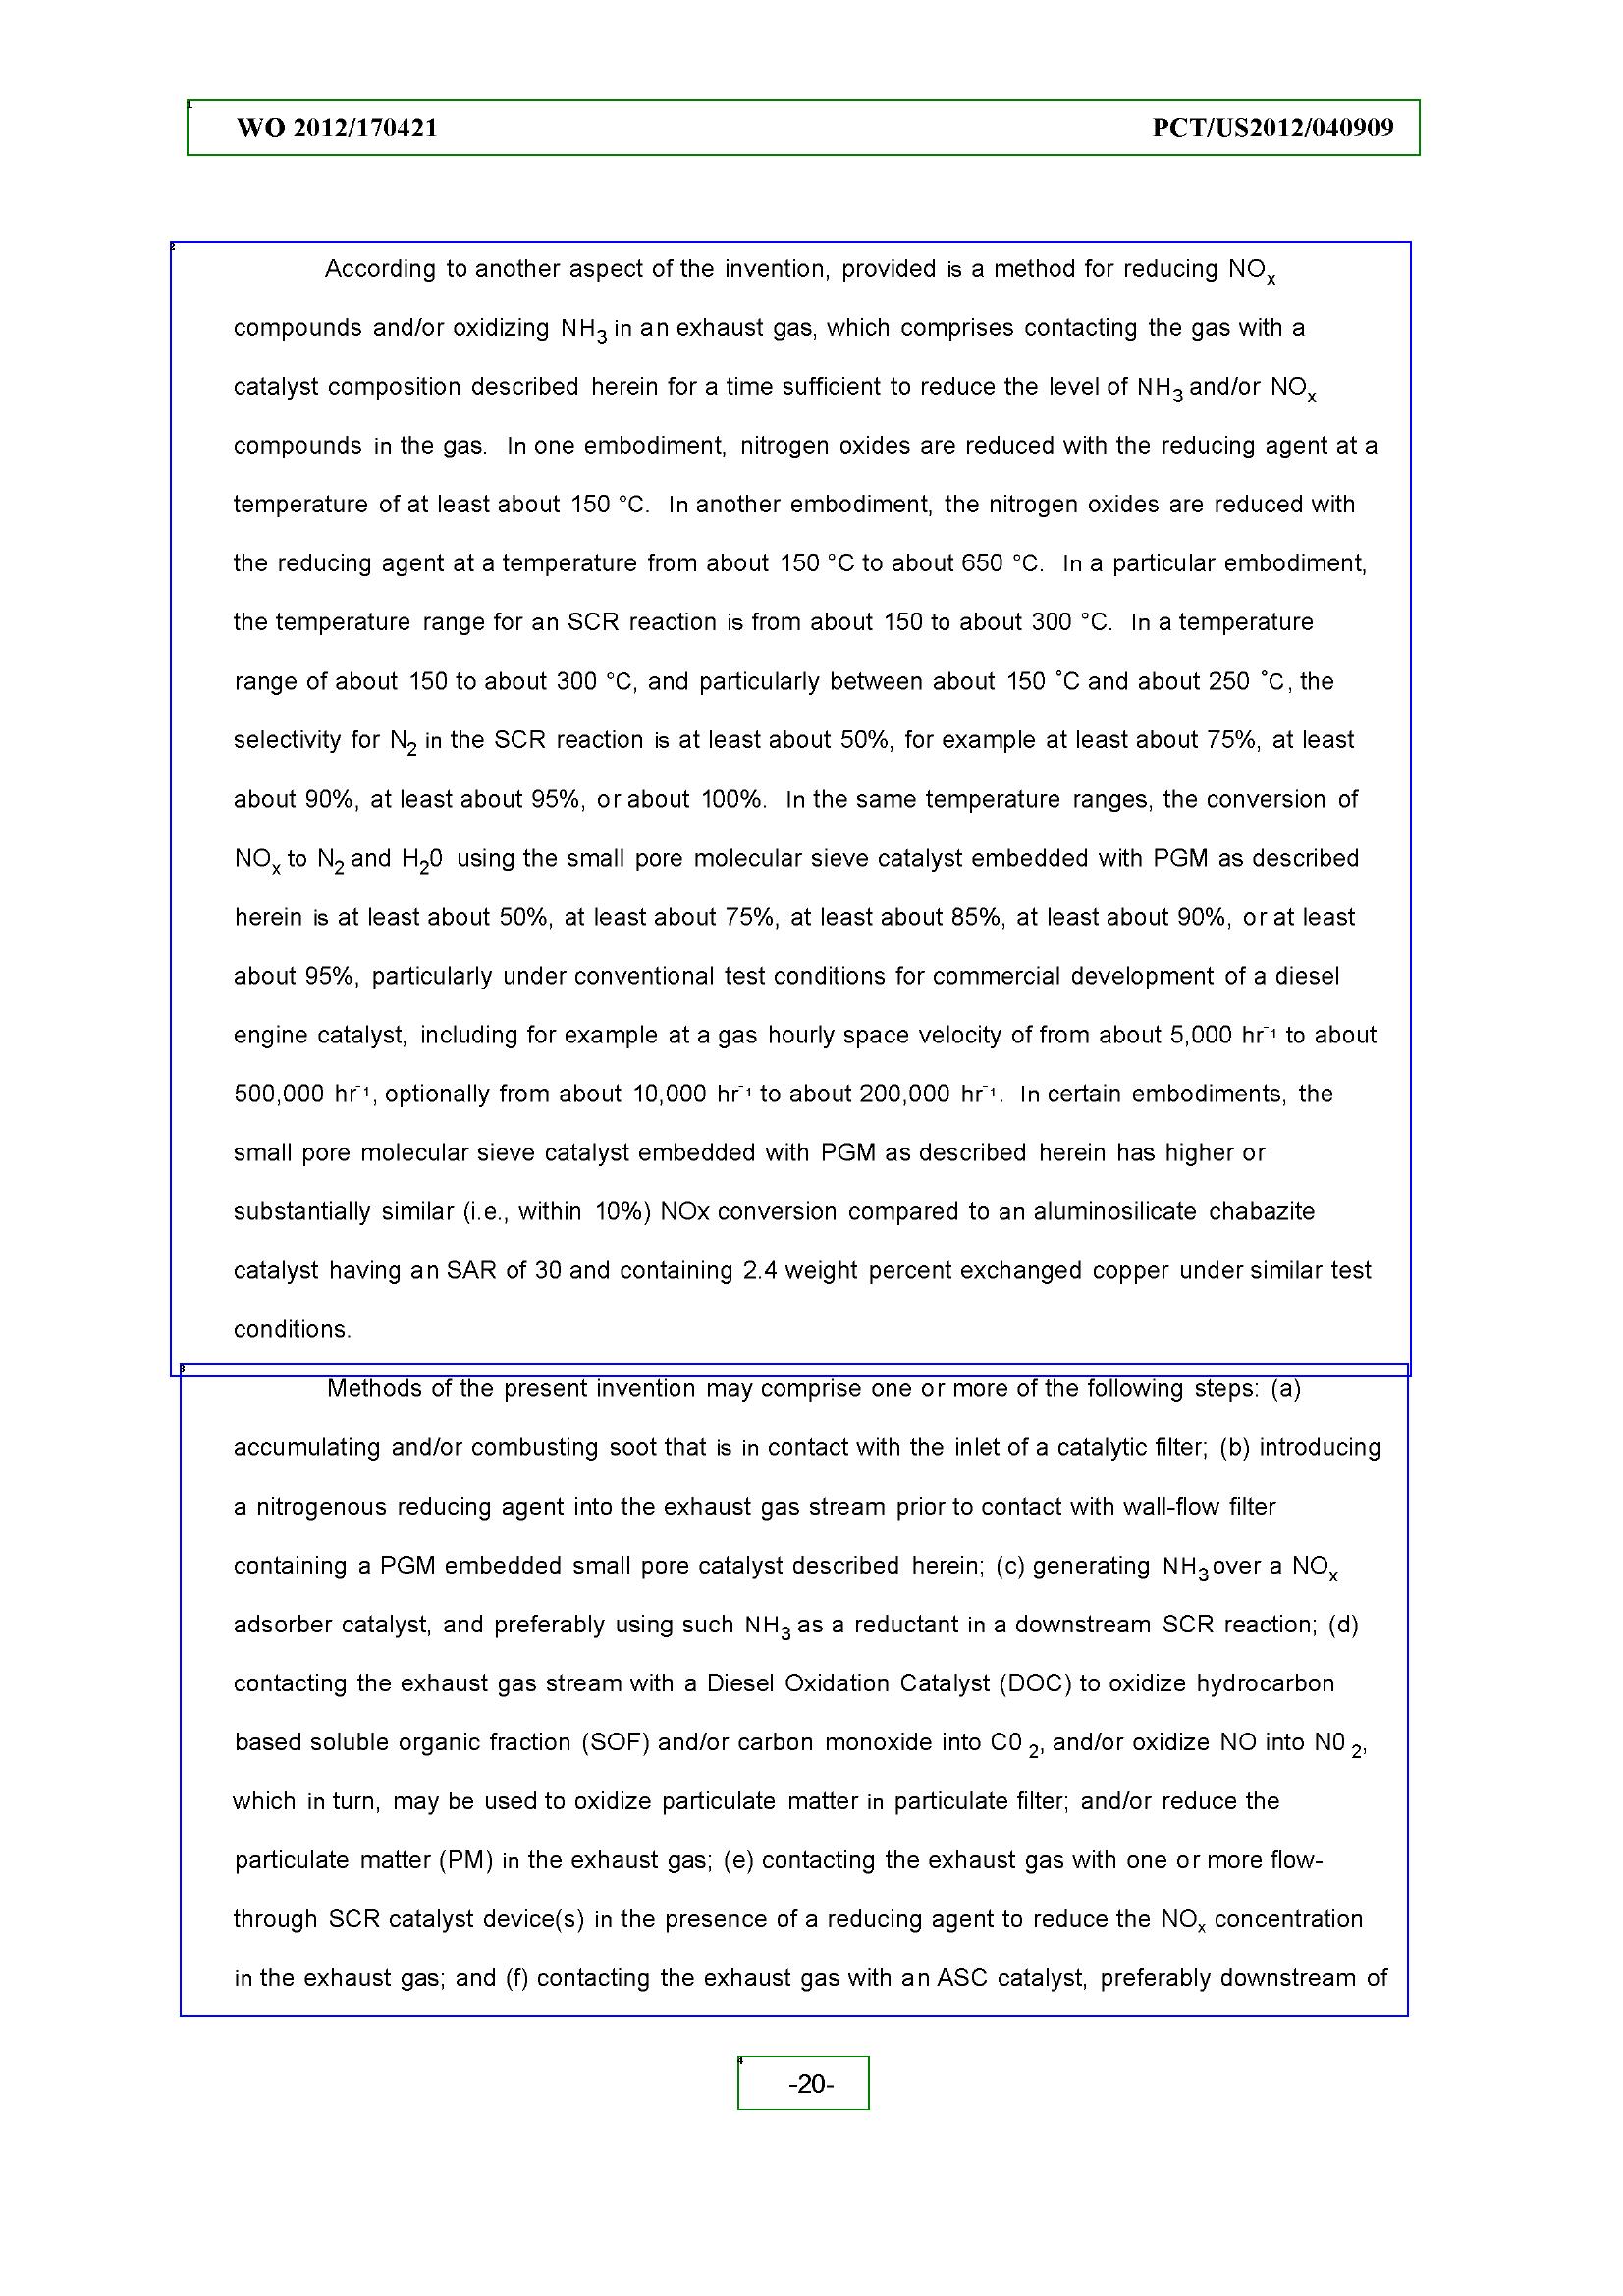 WO 2012/170421 PCT/US2012/040909
According to another aspect of the invention, provided is a method for reducing NOx
compounds and/or oxidizing NH3 in an exhaust gas, which comprises contacting the gas with a
catalyst composition described herein for a time sufficient to reduce the level of NH3 and/or NOx
compounds in the gas. In one embodiment, nitrogen oxides are reduced with the reducing agent at a
temperature of at least about 150 °C. In another embodiment, the nitrogen oxides are reduced with
the reducing agent at a temperature from about 150 °C to about 650 °C. In a particular embodiment,
the temperature range for an SCR reaction is from about 150 to about 300 °C. In a temperature
range of about 150 to about 300 °C, and particularly between about 150 ˚C and about 250 ˚C, the
selectivity for N2 in the SCR reaction is at least about 50%, for example at least about 75%, at least
about 90%, at least about 95%, or about 100%. In the same temperature ranges, the conversion of
NOx to N2 and H20 using the small pore molecular sieve catalyst embedded with PGM as described
herein is at least about 50%, at least about 75%, at least about 85%, at least about 90%, or at least
about 95%, particularly under conventional test conditions for commercial development of a diesel
engine catalyst, including for example at a gas hourly space velocity of from about 5,000 hr⁻¹ to about
500,000 hr⁻¹, optionally from about 10,000 hr⁻¹ to about 200,000 hr⁻¹. In certain embodiments, the
small pore molecular sieve catalyst embedded with PGM as described herein has higher or
substantially similar (i.e., within 10%) NOx conversion compared to an aluminosilicate chabazite
catalyst having an SAR of 30 and containing 2.4 weight percent exchanged copper under similar test
conditions.
Methods of the present invention may comprise one or more of the following steps: (a)
accumulating and/or combusting soot that is in contact with the inlet of a catalytic filter; (b) introducing
a nitrogenous reducing agent into the exhaust gas stream prior to contact with wall-flow filter
containing a PGM embedded small pore catalyst described herein; (c) generating NH3 over a NOx
adsorber catalyst, and preferably using such NH3 as a reductant in a downstream SCR reaction; (d)
contacting the exhaust gas stream with a Diesel Oxidation Catalyst (DOC) to oxidize hydrocarbon
based soluble organic fraction (SOF) and/or carbon monoxide into C0 2, and/or oxidize NO into N0 2,
which in turn, may be used to oxidize particulate matter in particulate filter; and/or reduce the
particulate matter (PM) in the exhaust gas; (e) contacting the exhaust gas with one or more flow-
through SCR catalyst device(s) in the presence of a reducing agent to reduce the NOx concentration
in the exhaust gas; and (f) contacting the exhaust gas with an ASC catalyst, preferably downstream of
-20-